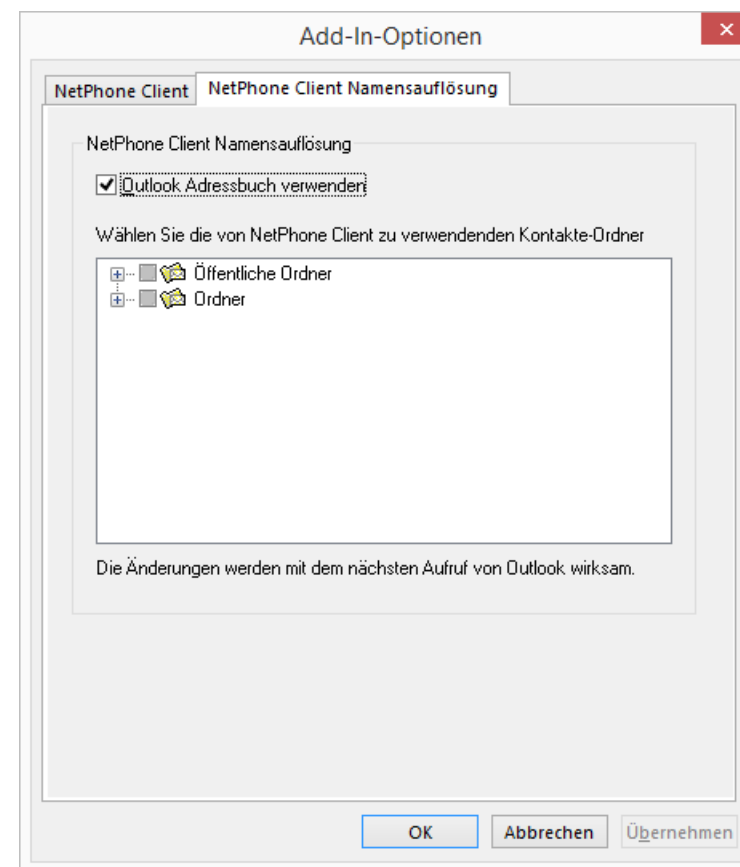 Add-In-Optionen
NetPhone Client
NetPhone Client Namensauflösung
NetPhone Client Namensauflösung
Outlook Adressbuch verwenden
Wählen Sie die von NetPhone Client zu verwendenden Kontakte-Ordner
Öffentliche Ordner
Ordner
Die Änderungen werden mit dem nächsten Aufruf von Outlook wirksam.
OK
Abbrechen
Übernehmen